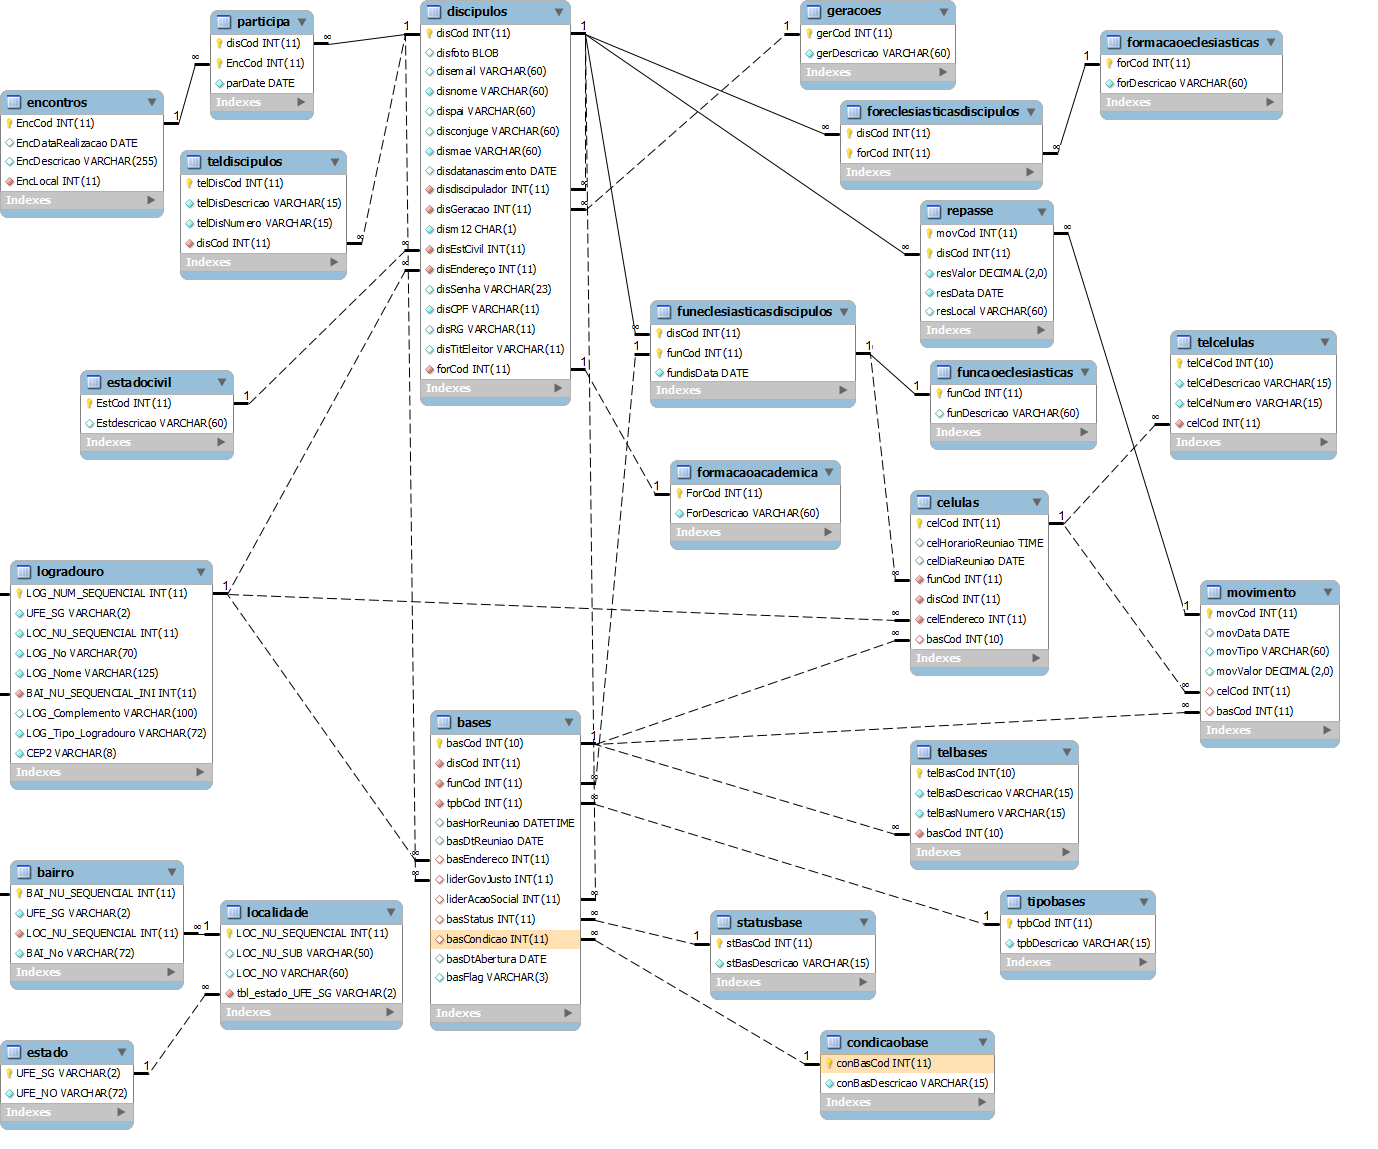 participa
disCod INT(11)
EncCod INT(11)
parDate DATE
Indexes
encontros
EncCod INT(11)
EncDataRealizacao DATE
EncDescricao VARCHAR(255)
EncLocal INT(11)
Indexes
teldiscipulos
telDisCod INT(11)
telDisDescricao VARCHAR(15)
telDisNumero VARCHAR(15)
disCod INT(11)
Indexes
discipulos
disCod INT(11)
disfoto BLOB
disemail VARCHAR(60)
disnome VARCHAR(60)
dispai VARCHAR(60)
disconjuge VARCHAR(60)
dismae VARCHAR(60)
disdatanascimento DATE
disdiscipulador INT(11)
disGeracao INT(11)
dism12 CHAR(1)
disEstCivil INT(11)
disEndereço INT(11)
disSenha VARCHAR(23)
disCPF VARCHAR(11)
disRG VARCHAR(11)
disTitEleitor VARCHAR(11)
forCod INT(11)
Indexes
geracoes
gerCod INT(11)
gerDescricao VARCHAR(60)
Indexes
formacaoeclesiasticas
forCod INT(11)
forDescricao VARCHAR(60)
Indexes
foreclesiasticasdiscipulos
disCod INT(11)
forCod INT(11)
Indexes
repasse
movCod INT(11)
disCod INT(11)
resValor DECIMAL(2,0)
resData DATE
resLocal VARCHAR(60)
Indexes
funeclesiasticasdiscipulos
disCod INT(11)
funCod INT(11)
fundisData DATE
Indexes
funcaoeclesiasticas
funCod INT(11)
funDescricao VARCHAR(60)
Indexes
telcelulas
telCelCod INT(10)
telCelDescricao VARCHAR(15)
telCelNumero VARCHAR(15)
celCod INT(11)
Indexes
estadocivil
EstCod INT(11)
Estdescricao VARCHAR(60)
Indexes
formacaoacademica
ForCod INT(11)
ForDescricao VARCHAR(60)
Indexes
celulas
celCod INT(11)
celHorarioReuniao TIME
celDiaReuniao DATE
funCod INT(11)
disCod INT(11)
celEndereco INT(11)
basCod INT(10)
Indexes
movimento
movCod INT(11)
movData DATE
movTipo VARCHAR(60)
movValor DECIMAL(2,0)
celCod INT(11)
basCod INT(11)
Indexes
logradouro
LOG_NUM_SEQUENCIAL INT(11)
UFE_SG VARCHAR(2)
LOC_NU_SEQUENCIAL INT(11)
LOG_No VARCHAR(70)
LOG_Nome VARCHAR(125)
BAI_NU_SEQUENCIAL_INI INT(11)
LOG_Complemento VARCHAR(100)
LOG_Tipo_Logradouro VARCHAR(72)
CEP2 VARCHAR(8)
Indexes
bases
basCod INT(10)
disCod INT(11)
funCod INT(11)
tpbCod INT(11)
basHorReuniao DATETIME
basDtReuniao DATE
basEndereco INT(11)
liderGovJusto INT(11)
liderAcaoSocial INT(11)
basStatus INT(11)
basCondicao INT(11)
basDtAbertura DATE
basFlag VARCHAR(3)
Indexes
telbases
telBasCod INT(10)
telBasDescricao VARCHAR(15)
telBasNumero VARCHAR(15)
basCod INT(10)
Indexes
bairro
BAI_NU_SEQUENCIAL INT(11)
UFE_SG VARCHAR(2)
LOC_NU_SEQUENCIAL INT(11)
BAI_No VARCHAR(72)
Indexes
localidade
LOC_NU_SEQUENCIAL INT(11)
LOC_NU_SUB VARCHAR(50)
LOC_NO VARCHAR(60)
tbl_estado_UFE_SG VARCHAR(2)
Indexes
statusbase
stBasCod INT(11)
stBasDescricao VARCHAR(15)
Indexes
tipobases
tpbCod INT(11)
tpbDescricao VARCHAR(15)
Indexes
estado
UFE_SG VARCHAR(2)
UFE_NO VARCHAR(72)
Indexes
condicaobase
conBasCod INT(11)
conBasDescricao VARCHAR(15)
Indexes